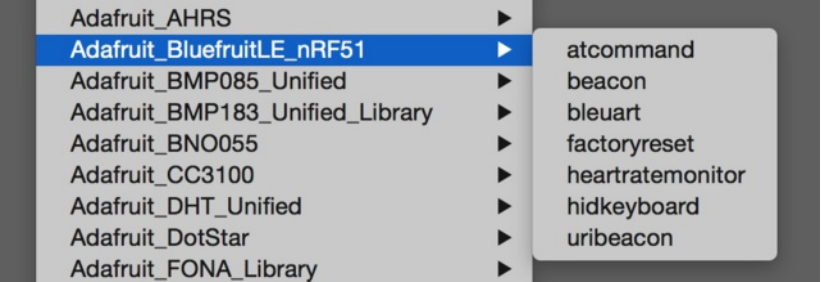 Adafruit_AHRS
Adafruit_BluefruitLE_nRF51
Adafruit_BMP085_Unified
Adafruit_BMP183_Unified_Library
Adafruit_BNO055
Adafruit_CC3100
Adafruit_DHT_Unified
Adafruit_DotStar
Adafruit_FONA_Library
atcommand
beacon
bleuart
factoryreset
heartratemonitor
hidkeyboard
uribeacon